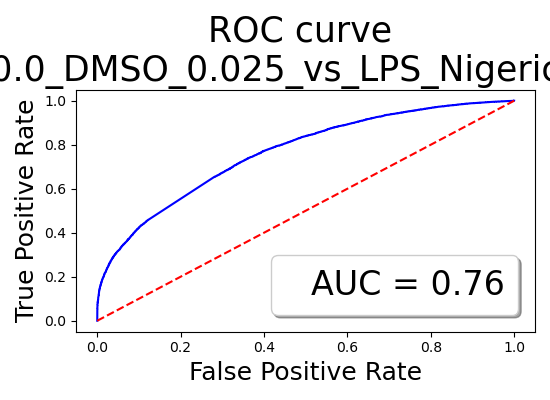 ROC curve
0.0_DMSO_0.025_vs_LPS_Nigeric
True Positive Rate
1.0
0.8
0.6
0.4
0.2
0.0
AUC = 0.76
0.0 0.2 0.4 0.6 0.8 1.0
False Positive Rate